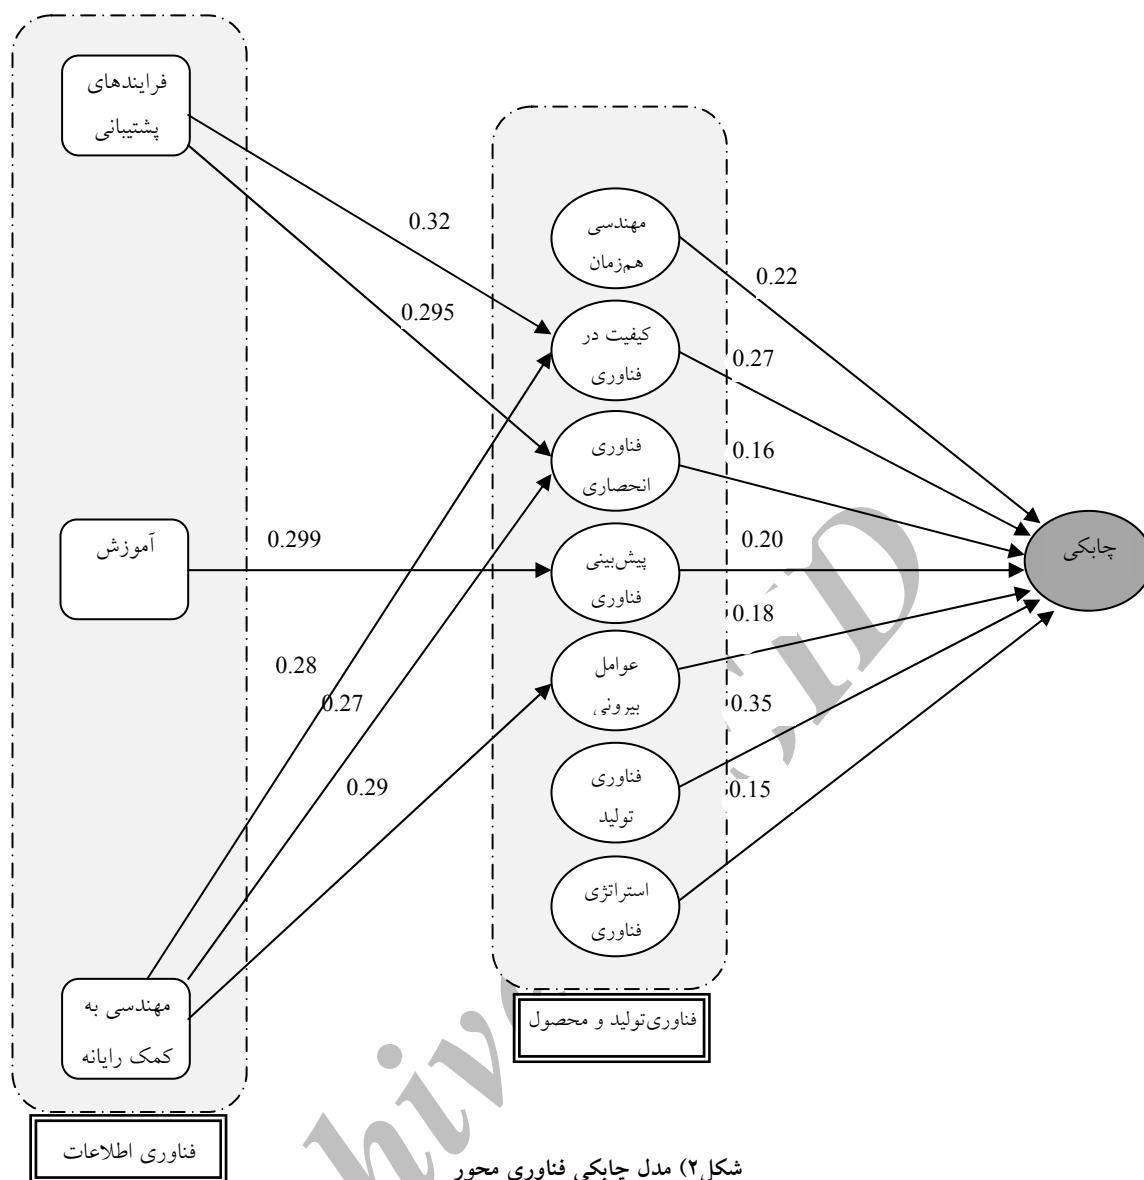 فرایندهای
پشتیبانی
آموزش
مهندسی به
کمک رایانه
فناوری اطلاعات
0.32
0.295
0.299
0.28
0.27
0.29
مهندسی
هم‌زمان
کیفیت در
فناوری
فناوری
انحصاری
پیش‌بینی
فناوری
عوامل
بیرونی
فناوری
تولید
استراتژی
فناوری
فناوری‌تولید و محصول
0.22
0.27
0.16
0.20
0.18
0.35
0.15
چابکی
شکل۲) مدل چابکی فناوری محور